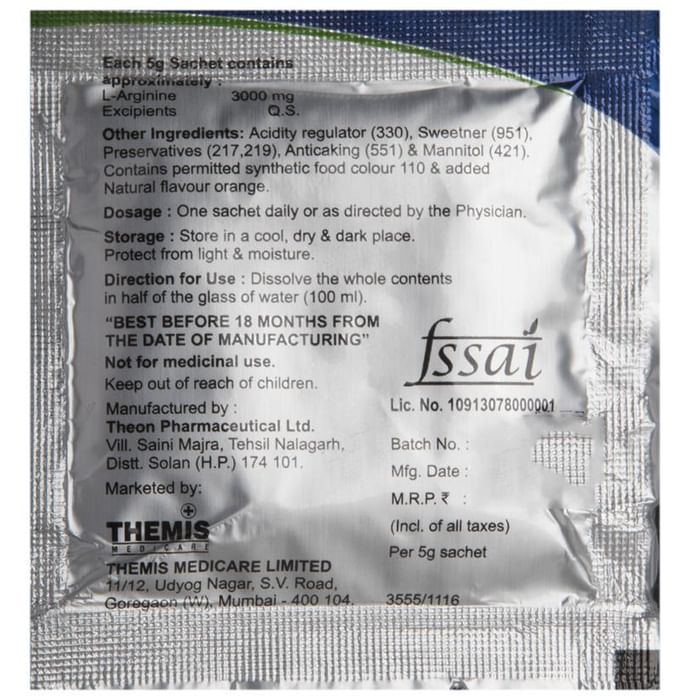 Each 5g Sachet contains
approximately :
L-Arginine 3000 mg
Excipients Q.S.
Other Ingredients: Acidity regulator (330), Sweetner (951),
Preservatives (217,219), Anticaking (551) & Mannitol (421).
Contains permitted synthetic food colour 110 & added
Natural flavour orange.
Dosage : One sachet daily or as directed by the Physician.
Storage : Store in a cool, dry & dark place.
Protect from light & moisture.
Direction for Use : Dissolve the whole contents
in half of the glass of water (100 ml).
"BEST BEFORE 18 MONTHS FROM
THE DATE OF MANUFACTURING"
Not for medicinal use.
Keep out of reach of children.
Manufactured by :
Theon Pharmaceutical Ltd.
Vill. Saini Majra, Tehsil Nalagarh,
Distt. Solan (H.P.) 174 101.
Marketed by:
THEMIS
MEDICARE
THEMIS MEDICARE LIMITED
11/12, Udyog Nagar, S.V. Road,
Goregaon (W), Mumbai - 400 104.
fssai
Lic. No. 10913078000001
Batch No. :
Mfg. Date :
M.R.P. ₹ :
(Incl. of all taxes)
Per 5g sachet
3555/1116